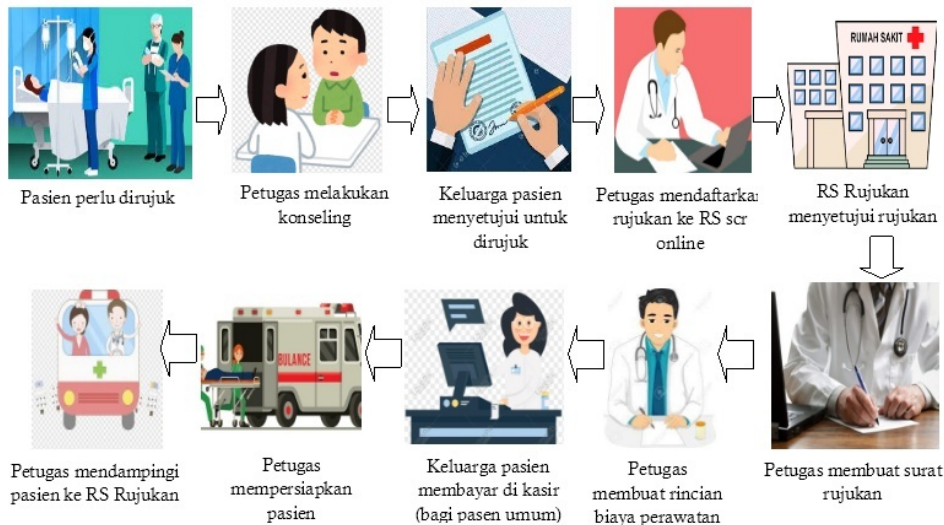 RUMAH SAKIT
Pasien perlu dirujuk
Petugas melakukan
konseling
Keluarga pasien
menyetujui untuk
dirujuk
Petugas mendaftarkan
rujukan ke RS scr
online
RS Rujukan
menyetujui rujukan
BULANCE
Petugas mendampingi
pasien ke RS Rujukan
Petugas
mempersiapkan
pasien
Keluarga pasien
membayar di kasir
(bagi pasen umum)
Petugas
membuat rincian
biaya perawatan
Petugas membuat surat
rujukan